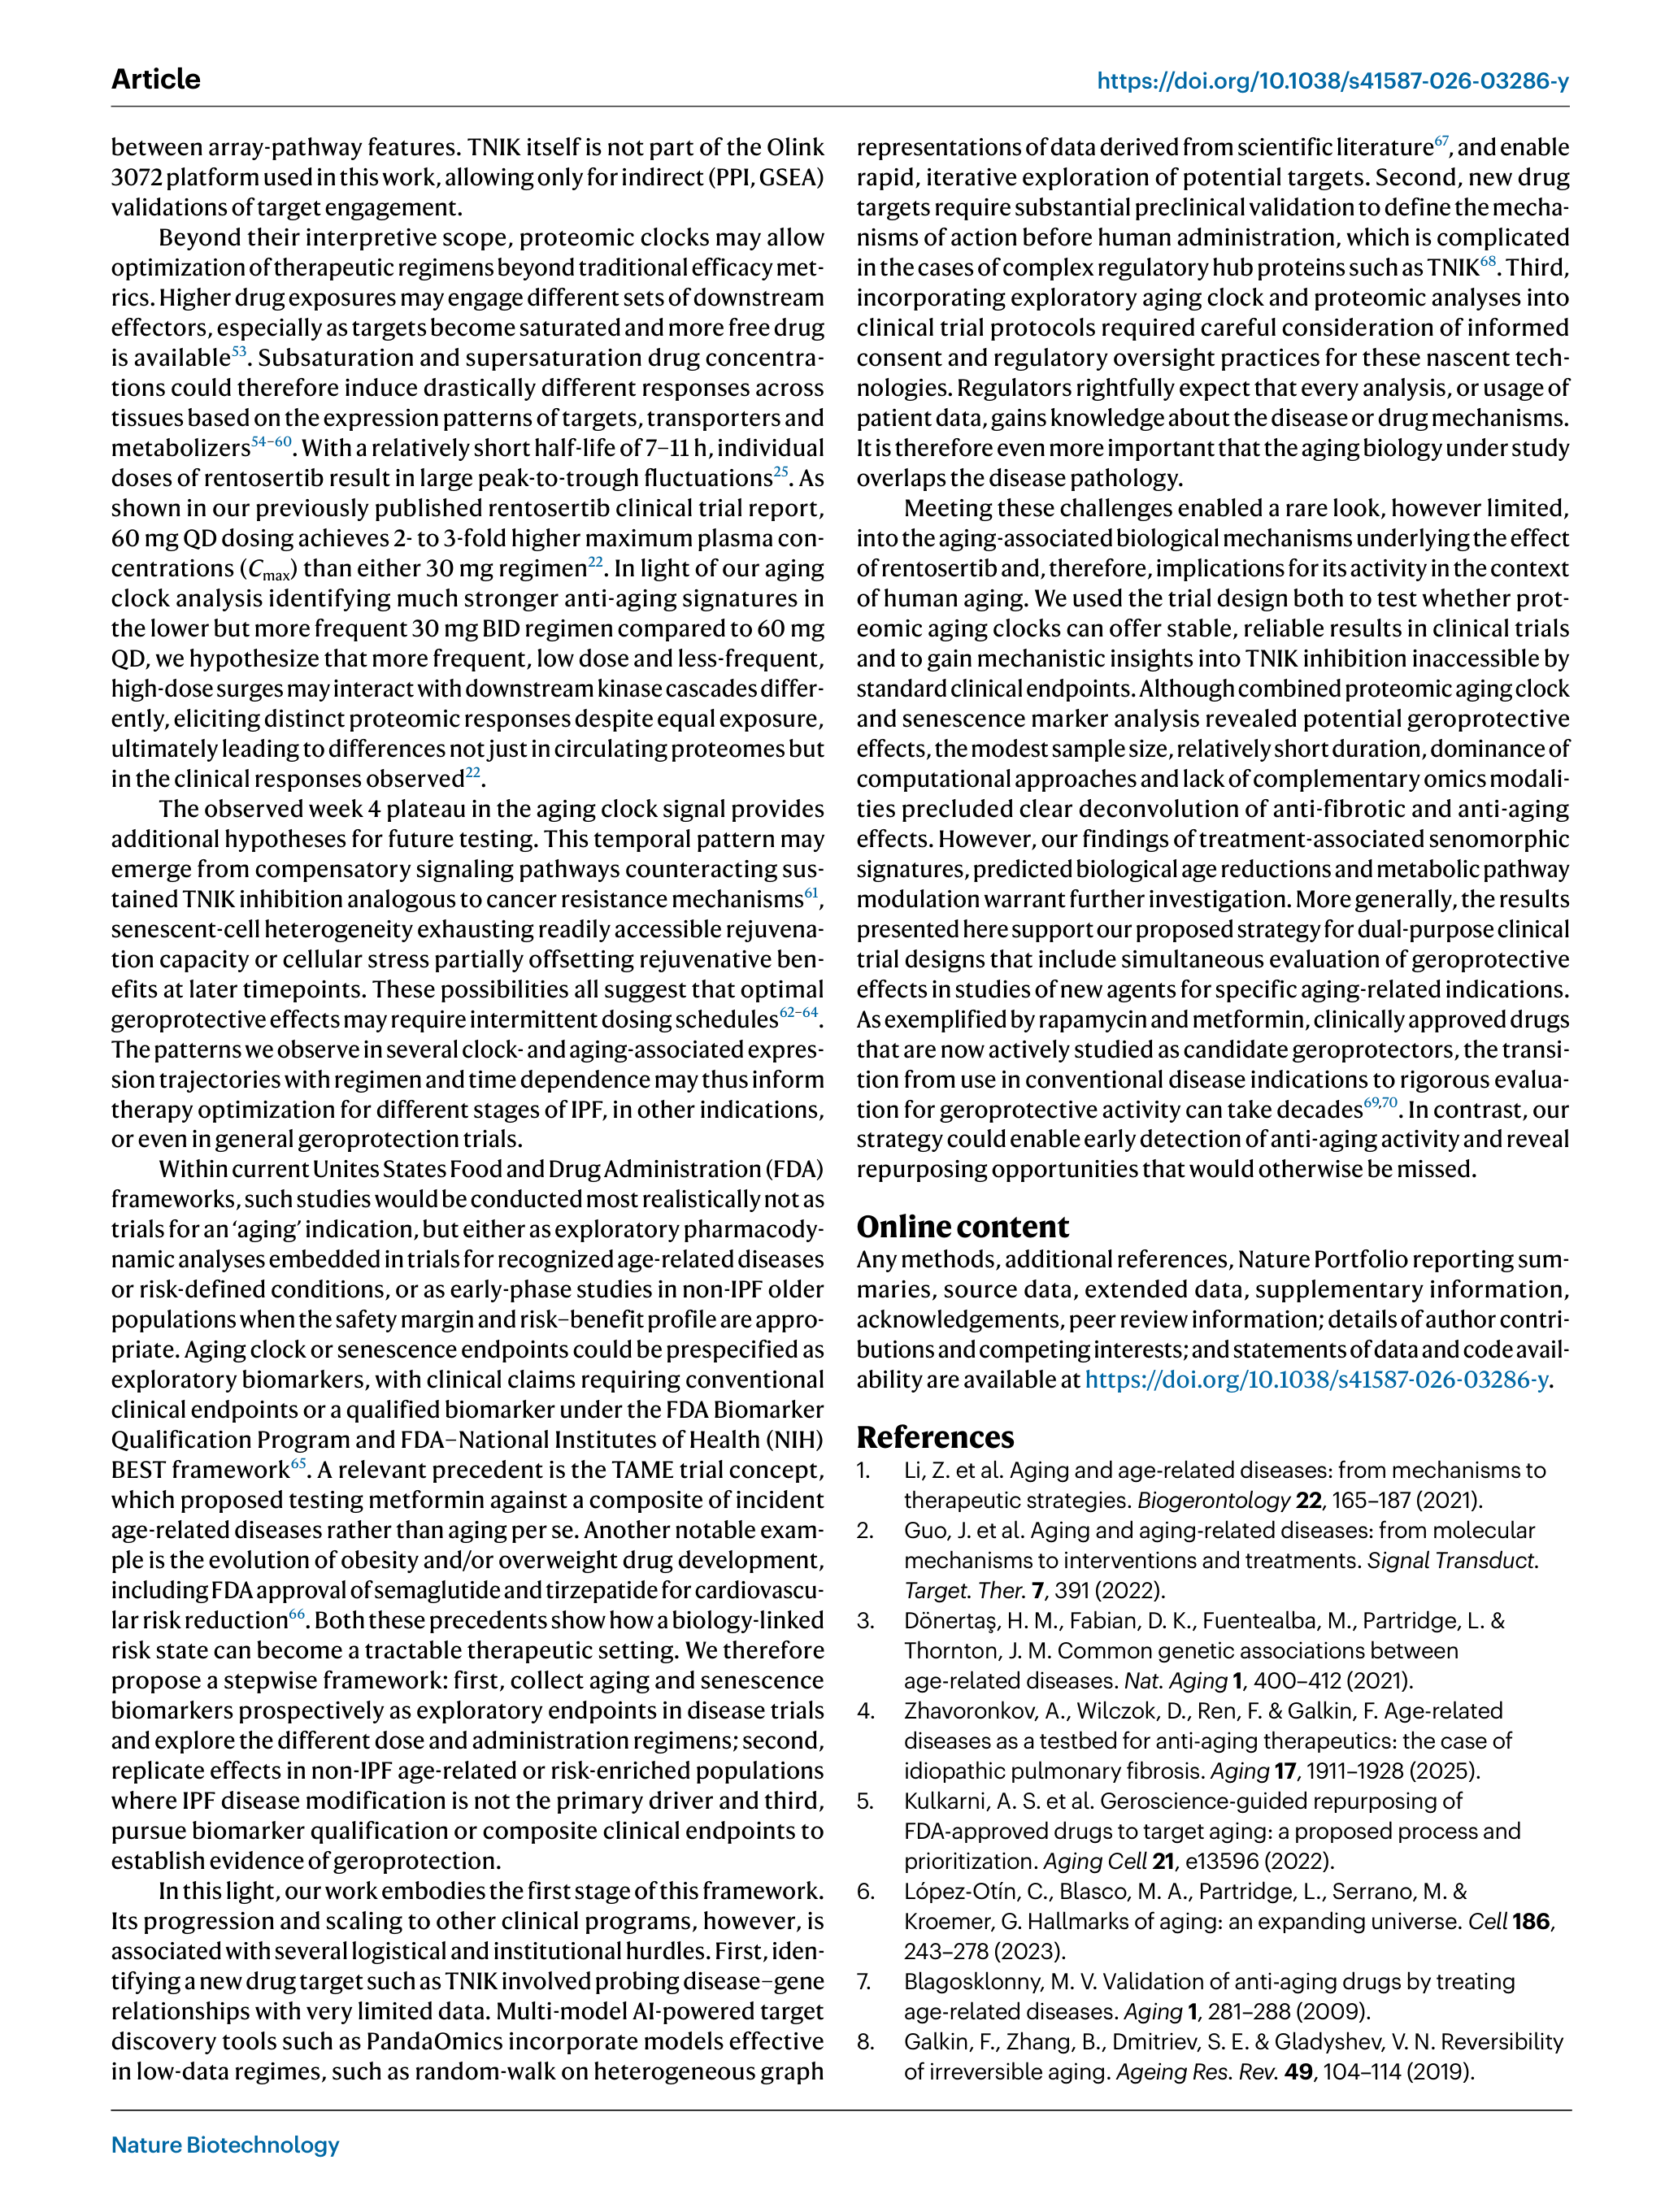 Article
https://doi.org/10.1038/s41587-026-03286-y
between array-pathway features. TNIK itself is not part of the Olink
3072 platform used in this work, allowing only for indirect (PPI, GSEA)
validations of target engagement.
Beyond their interpretive scope, proteomic clocks may allow
optimization of therapeutic regimens beyond traditional efficacy met-
rics. Higher drug exposures may engage different sets of downstream
effectors, especially as targets become saturated and more free drug
is available53. Subsaturation and supersaturation drug concentra-
tions could therefore induce drastically different responses across
tissues based on the expression patterns of targets, transporters and
metabolizers54–60. With a relatively short half-life of 7–11 h, individual
doses of rentosertib result in large peak-to-trough fluctuations25. As
shown in our previously published rentosertib clinical trial report,
60 mg QD dosing achieves 2- to 3-fold higher maximum plasma con-
centrations (Cmax) than either 30 mg regimen22. In light of our aging
clock analysis identifying much stronger anti-aging signatures in
the lower but more frequent 30 mg BID regimen compared to 60 mg
QD, we hypothesize that more frequent, low dose and less-frequent,
high-dose surges may interact with downstream kinase cascades differ-
ently, eliciting distinct proteomic responses despite equal exposure,
ultimately leading to differences not just in circulating proteomes but
in the clinical responses observed22.
The observed week 4 plateau in the aging clock signal provides
additional hypotheses for future testing. This temporal pattern may
emerge from compensatory signaling pathways counteracting sus-
tained TNIK inhibition analogous to cancer resistance mechanisms61,
senescent-cell heterogeneity exhausting readily accessible rejuvena-
tion capacity or cellular stress partially offsetting rejuvenative ben-
efits at later timepoints. These possibilities all suggest that optimal
geroprotective effects may require intermittent dosing schedules62–64.
The patterns we observe in several clock- and aging-associated expres-
sion trajectories with regimen and time dependence may thus inform
therapy optimization for different stages of IPF, in other indications,
or even in general geroprotection trials.
Within current Unites States Food and Drug Administration (FDA)
frameworks, such studies would be conducted most realistically not as
trials for an ‘aging’ indication, but either as exploratory pharmacody-
namic analyses embedded in trials for recognized age-related diseases
or risk-defined conditions, or as early-phase studies in non-IPF older
populations when the safety margin and risk–benefit profile are appro-
priate. Aging clock or senescence endpoints could be prespecified as
exploratory biomarkers, with clinical claims requiring conventional
clinical endpoints or a qualified biomarker under the FDA Biomarker
Qualification Program and FDA–National Institutes of Health (NIH)
BEST framework65. A relevant precedent is the TAME trial concept,
which proposed testing metformin against a composite of incident
age-related diseases rather than aging per se. Another notable exam-
ple is the evolution of obesity and/or overweight drug development,
including FDA approval of semaglutide and tirzepatide for cardiovascu-
lar risk reduction66. Both these precedents show how a biology-linked
risk state can become a tractable therapeutic setting. We therefore
propose a stepwise framework: first, collect aging and senescence
biomarkers prospectively as exploratory endpoints in disease trials
and explore the different dose and administration regimens; second,
replicate effects in non-IPF age-related or risk-enriched populations
where IPF disease modification is not the primary driver and third,
pursue biomarker qualification or composite clinical endpoints to
establish evidence of geroprotection.
In this light, our work embodies the first stage of this framework.
Its progression and scaling to other clinical programs, however, is
associated with several logistical and institutional hurdles. First, iden-
tifying a new drug target such as TNIK involved probing disease–gene
relationships with very limited data. Multi-model AI-powered target
discovery tools such as PandaOmics incorporate models effective
in low-data regimes, such as random-walk on heterogeneous graph
representations of data derived from scientific literature67, and enable
rapid, iterative exploration of potential targets. Second, new drug
targets require substantial preclinical validation to define the mecha-
nisms of action before human administration, which is complicated
in the cases of complex regulatory hub proteins such as TNIK68. Third,
incorporating exploratory aging clock and proteomic analyses into
clinical trial protocols required careful consideration of informed
consent and regulatory oversight practices for these nascent tech-
nologies. Regulators rightfully expect that every analysis, or usage of
patient data, gains knowledge about the disease or drug mechanisms.
It is therefore even more important that the aging biology under study
overlaps the disease pathology.
Meeting these challenges enabled a rare look, however limited,
into the aging-associated biological mechanisms underlying the effect
of rentosertib and, therefore, implications for its activity in the context
of human aging. We used the trial design both to test whether prot-
eomic aging clocks can offer stable, reliable results in clinical trials
and to gain mechanistic insights into TNIK inhibition inaccessible by
standard clinical endpoints. Although combined proteomic aging clock
and senescence marker analysis revealed potential geroprotective
effects, the modest sample size, relatively short duration, dominance of
computational approaches and lack of complementary omics modali-
ties precluded clear deconvolution of anti-fibrotic and anti-aging
effects. However, our findings of treatment-associated senomorphic
signatures, predicted biological age reductions and metabolic pathway
modulation warrant further investigation. More generally, the results
presented here support our proposed strategy for dual-purpose clinical
trial designs that include simultaneous evaluation of geroprotective
effects in studies of new agents for specific aging-related indications.
As exemplified by rapamycin and metformin, clinically approved drugs
that are now actively studied as candidate geroprotectors, the transi-
tion from use in conventional disease indications to rigorous evalua-
tion for geroprotective activity can take decades69,70. In contrast, our
strategy could enable early detection of anti-aging activity and reveal
repurposing opportunities that would otherwise be missed.
Online content
Any methods, additional references, Nature Portfolio reporting sum-
maries, source data, extended data, supplementary information,
acknowledgements, peer review information; details of author contri-
butions and competing interests; and statements of data and code avail-
ability are available at https://doi.org/10.1038/s41587-026-03286-y.
References
1. Li, Z. et al. Aging and age-related diseases: from mechanisms to
therapeutic strategies. Biogerontology 22, 165–187 (2021).
2. Guo, J. et al. Aging and aging-related diseases: from molecular
mechanisms to interventions and treatments. Signal Transduct.
Target. Ther. 7, 391 (2022).
3. Dönertaş, H. M., Fabian, D. K., Fuentealba, M., Partridge, L. &
Thornton, J. M. Common genetic associations between
age-related diseases. Nat. Aging 1, 400–412 (2021).
4. Zhavoronkov, A., Wilczok, D., Ren, F. & Galkin, F. Age-related
diseases as a testbed for anti-aging therapeutics: the case of
idiopathic pulmonary fibrosis. Aging 17, 1911–1928 (2025).
5. Kulkarni, A. S. et al. Geroscience-guided repurposing of
FDA-approved drugs to target aging: a proposed process and
prioritization. Aging Cell 21, e13596 (2022).
6. López-Otín, C., Blasco, M. A., Partridge, L., Serrano, M. &
Kroemer, G. Hallmarks of aging: an expanding universe. Cell 186,
243–278 (2023).
7. Blagosklonny, M. V. Validation of anti-aging drugs by treating
age-related diseases. Aging 1, 281–288 (2009).
8. Galkin, F., Zhang, B., Dmitriev, S. E. & Gladyshev, V. N. Reversibility
of irreversible aging. Ageing Res. Rev. 49, 104–114 (2019).
Nature Biotechnology